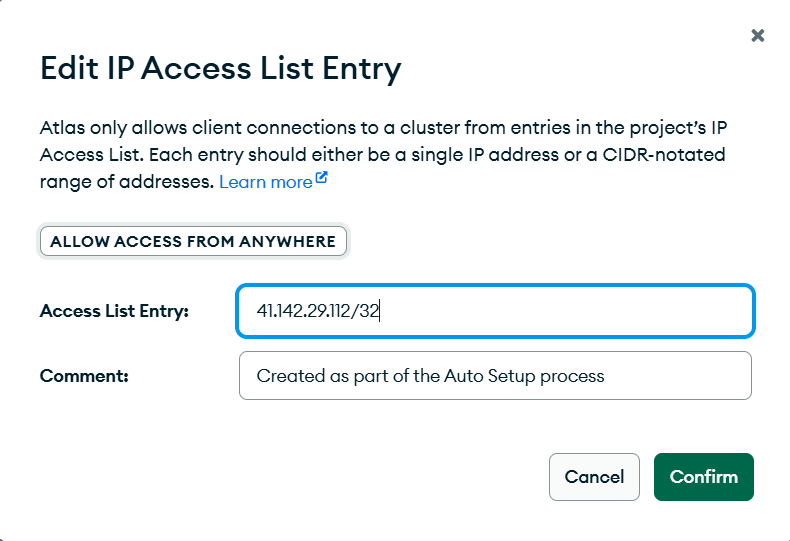 Edit IP Access List Entry
Atlas only allows client connections to a cluster from entries in the project's IP
Access List. Each entry should either be a single IP address or a CIDR-notated
range of addresses. Learn more
ALLOW ACCESS FROM ANYWHERE
Access List Entry: 41.142.29.112/32
Comment: Created as part of the Auto Setup process
Cancel Confirm